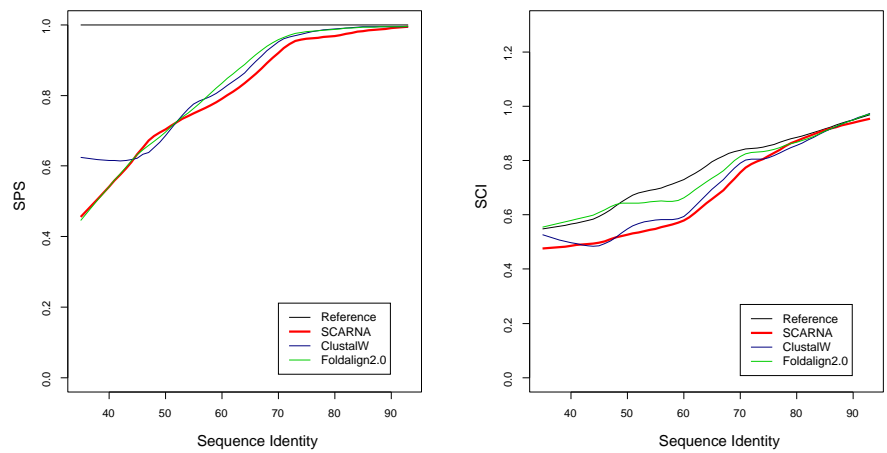 SPS
1.0
0.8
0.6
0.4
0.2
0.0
Reference
SCARNA
ClustalW
Foldalign2.0
40 50 60 70 80 90
Sequence Identity
SCI
1.2
1.0
0.8
0.6
0.4
0.2
0.0
Reference
SCARNA
ClustalW
Foldalign2.0
40 50 60 70 80 90
Sequence Identity